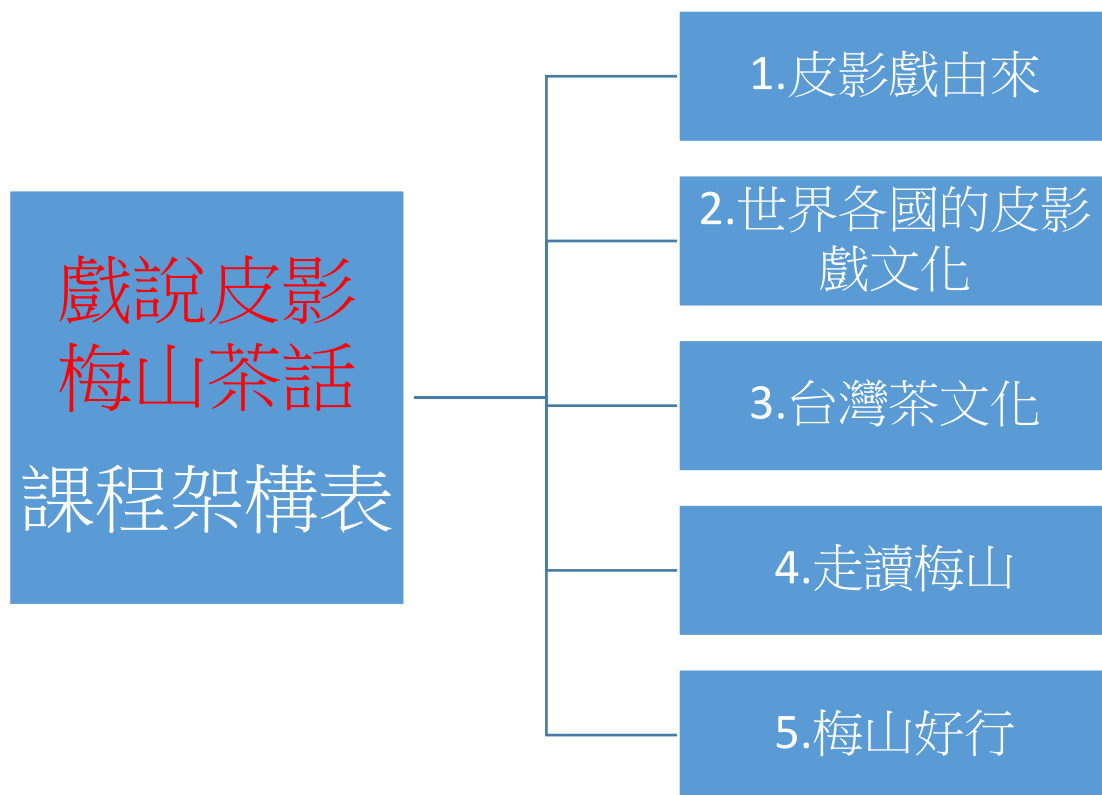 戲說皮影
梅山茶話
課程架構表
1.皮影戲由來
2.世界各國的皮影
戲文化
3.台灣茶文化
4.走讀梅山
5.梅山好行